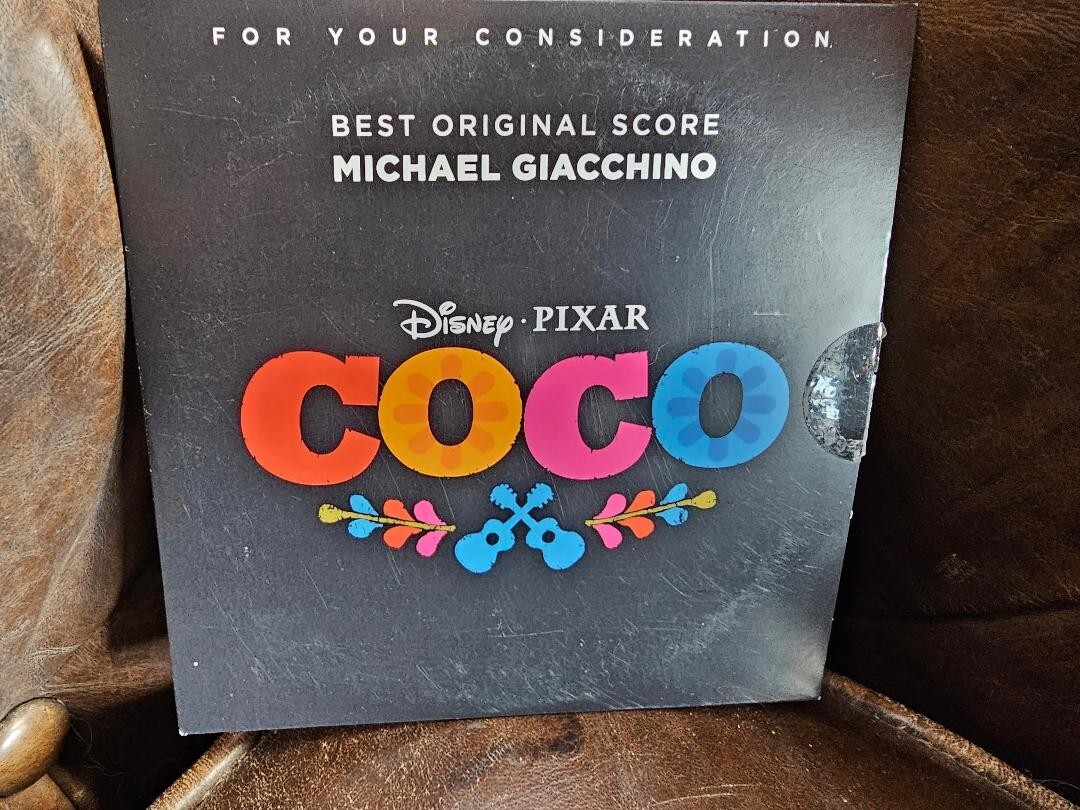 FOR YOUR CONSIDERATION
BEST ORIGINAL SCORE
MICHAEL GIACCHINO
Disney · PIXAR
COCO